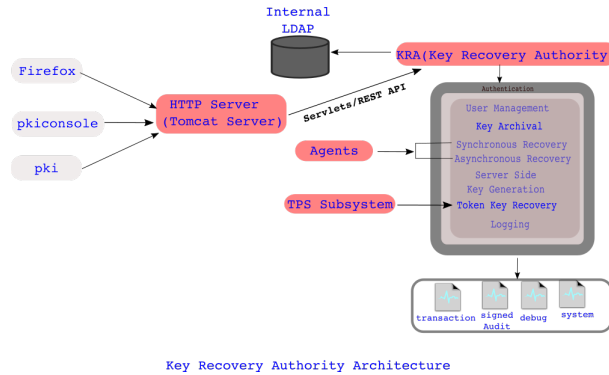 Internal
LDAP
KRA(Key Recovery Authority
Firefox
HTTP Server
(Tomcat Server)
Servlets/REST API
pkiconsole
pki
Authentication
User Management
Key Archival
Synchronous Recovery
Asynchronous Recovery
Server Side
Key Generation
Token Key Recovery
Logging
Agents
TPS Subsystem
transaction
signed
Audit
debug
system
Key Recovery Authority Architecture